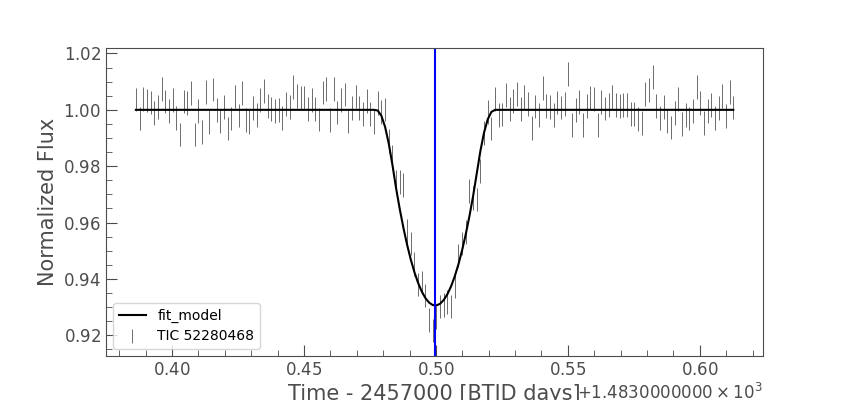 1.02
1.00
0.98
0.96
0.94
0.92
Normalized Flux
fit_model
TIC 52280468
0.40 0.45 0.50 0.55 0.60
Time - 2457000 [BTJD days]
+1.4830000000 × 10³